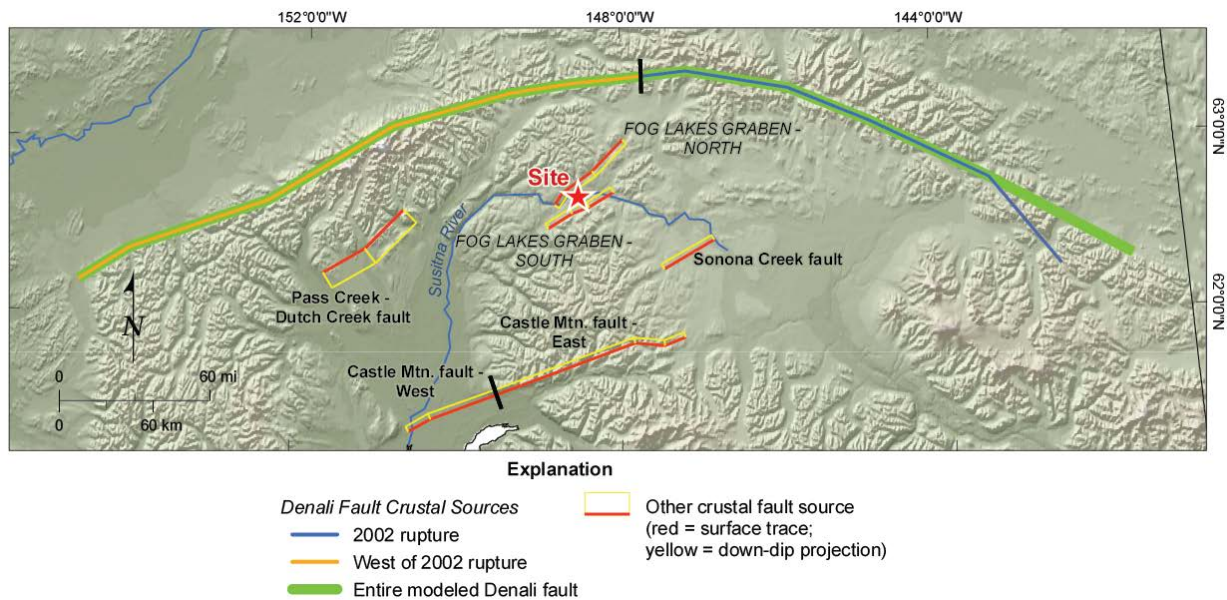 152°0'0"W
148°0'0"W
144°0'0"W
63°0'0"N
FOG LAKES GRABEN -
NORTH
Site
Susitna River
FOG LAKES GRABEN -
SOUTH
Sonona Creek fault
62°0'0"N
Pass Creek -
Dutch Creek fault
N
Castle Mtn. fault -
East
Castle Mtn. fault -
West
0 60 mi
0 60 km
Explanation
Denali Fault Crustal Sources
2002 rupture
West of 2002 rupture
Entire modeled Denali fault
Other crustal fault source
(red = surface trace;
yellow = down-dip projection)